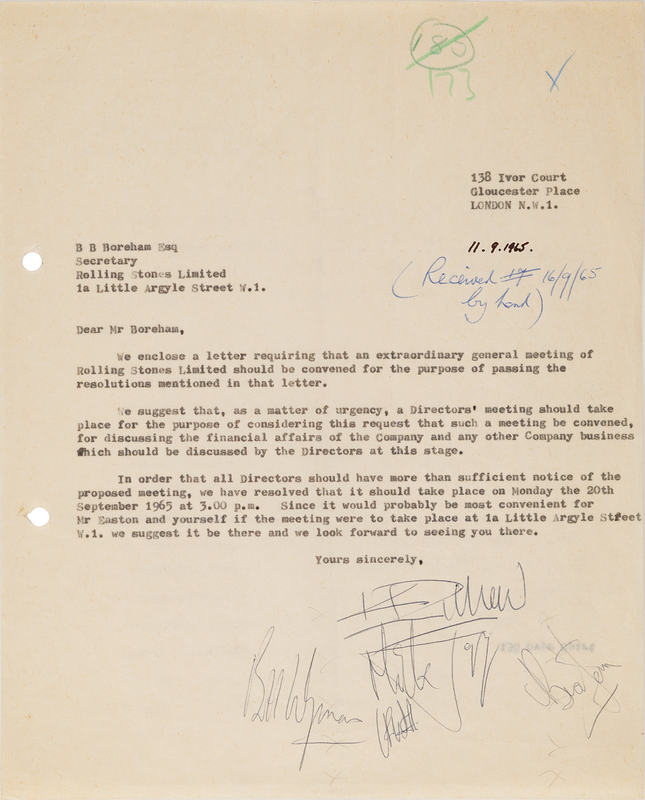 185
173
X
138 Ivor Court
Gloucester Place
LONDON N.W.1.
B B Boreham Esq
Secretary
Rolling Stones Limited
1a Little Argyle Street W.1.
11.9.1965.
(Received 16/9/65
by hand)
Dear Mr Boreham,
We enclose a letter requiring that an extraordinary general meeting of
Rolling Stones Limited should be convened for the purpose of passing the
resolutions mentioned in that letter.
We suggest that, as a matter of urgency, a Directors' meeting should take
place for the purpose of considering this request that such a meeting be convened,
for discussing the financial affairs of the Company and any other Company business
which should be discussed by the Directors at this stage.
In order that all Directors should have more than sufficient notice of the
proposed meeting, we have resolved that it should take place on Monday the 20th
September 1965 at 3.00 p.m. Since it would probably be most convenient for
Mr Easton and yourself if the meeting were to take place at 1a Little Argyle Street
W.1. we suggest it be there and we look forward to seeing you there.
Yours sincerely,
Mick Jagger
Bill Wyman